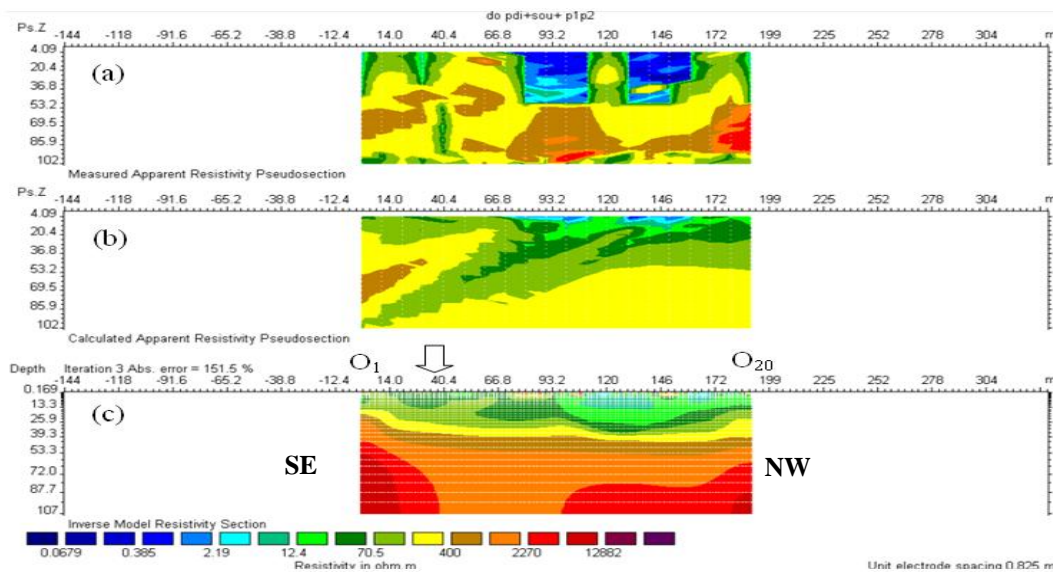 do pdi+sou+ p1p2
Ps.Z -144 -118 -91.6 -65.2 -38.8 -12.4 14.0 40.4 66.8 93.2 120 146 172 199 225 252 278 304 m
4.09
20.4
36.8
53.2
69.5
85.9
102
(a)
Measured Apparent Resistivity Pseudosection
Ps.Z -144 -118 -91.6 -65.2 -38.8 -12.4 14.0 40.4 66.8 93.2 120 146 172 199 225 252 278 304 m
4.09
20.4
36.8
53.2
69.5
85.9
102
(b)
Calculated Apparent Resistivity Pseudosection
O1 O20
Depth Iteration 3 Abs. error = 151.5 %
-144 -118 -91.6 -65.2 -38.8 -12.4 14.0 40.4 66.8 93.2 120 146 172 199 225 252 278 304 m
0.169
13.3
25.9
39.3
53.3
72.0
87.7
107
(c)
SE NW
Inverse Model Resistivity Section
0.0679 0.385 2.19 12.4 70.5 400 2270 12882
Resistivity in ohm.m
Unit electrode spacing 0.825 m